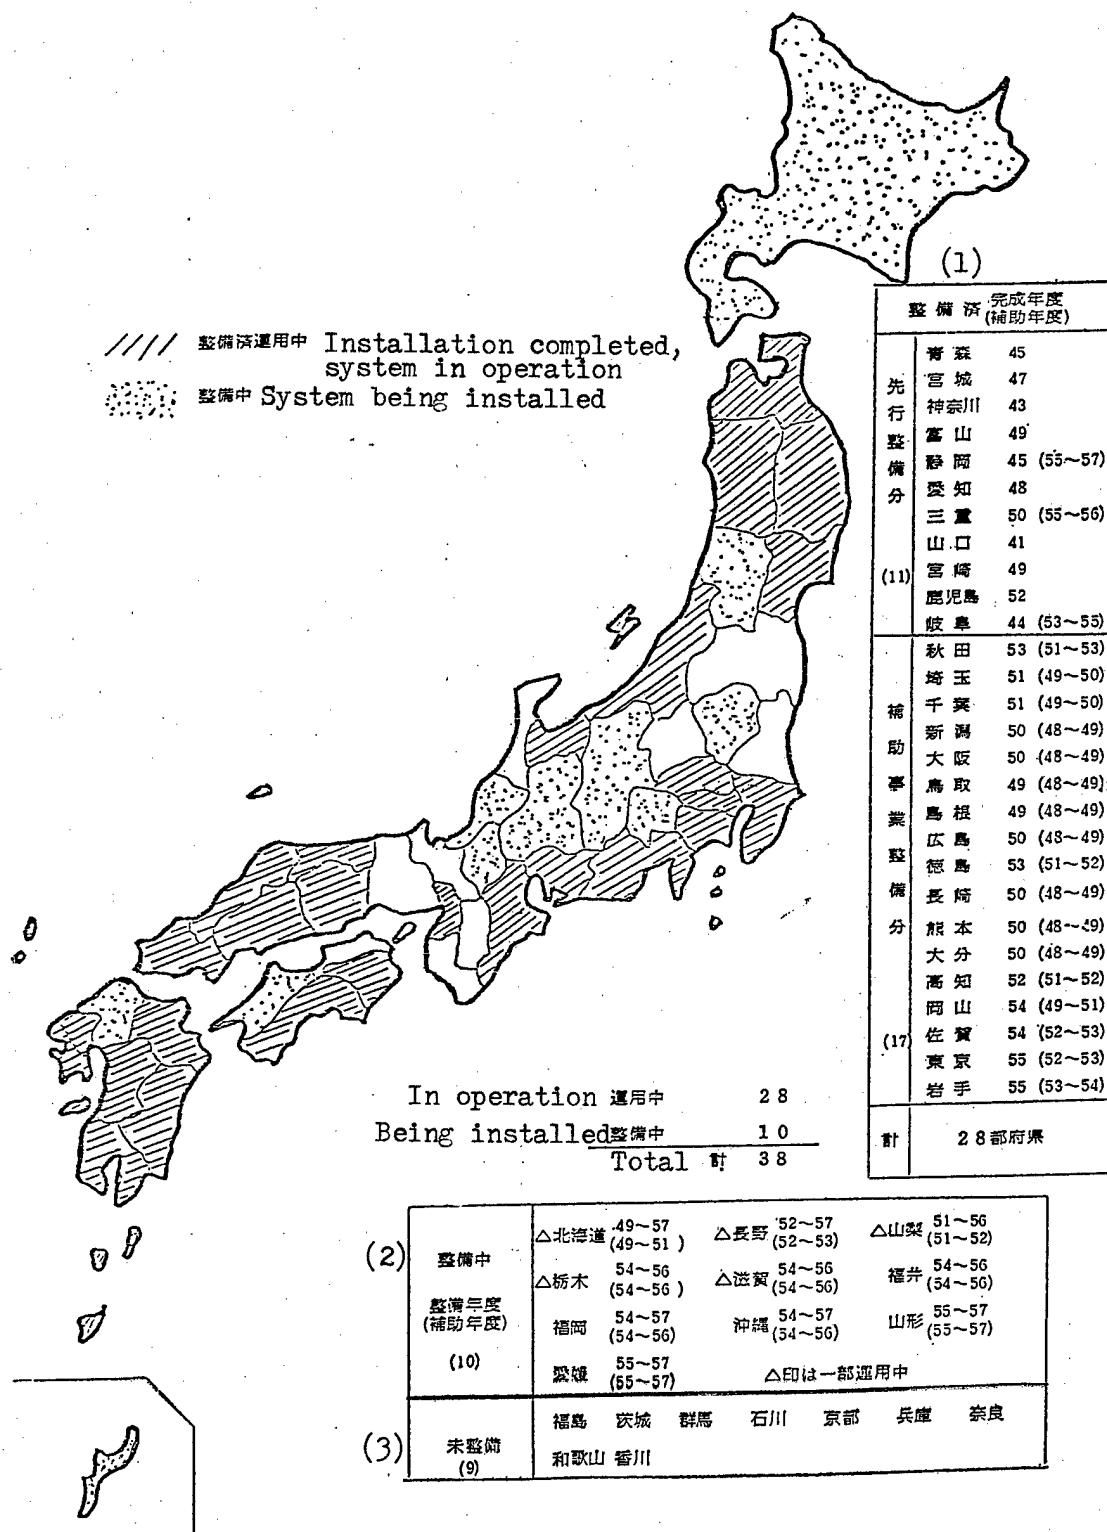 (1)
整備済 完成年度
(補助年度)
//// 整備済運用中 Installation completed,
system in operation
整備中 System being installed
先行整備分 (11)
青森 45
宮城 47
神奈川 43
富山 49
静岡 45 (55~57)
愛知 48
三重 50 (55~56)
山口 41
宮崎 49
鹿児島 52
岐阜 44 (53~55)
補助事業整備分 (17)
秋田 53 (51~53)
埼玉 51 (49~50)
千葉 51 (49~50)
新潟 50 (48~49)
大阪 50 (48~49)
鳥取 49 (48~49)
島根 49 (48~49)
広島 50 (48~49)
徳島 53 (51~52)
長崎 50 (48~49)
熊本 50 (48~49)
大分 50 (48~49)
高知 52 (51~52)
岡山 54 (49~51)
佐賀 54 (52~53)
東京 55 (52~53)
岩手 55 (53~54)
計 28都府県
In operation 運用中 28
Being installed 整備中 10
Total 計 38
(2)
整備中
整備年度
(補助年度)
(10)
△北海道 49~57 (49~51) △長野 52~57 (52~53) △山梨 51~56 (51~52)
△栃木 54~56 (54~56) △滋賀 54~56 (54~56) 福井 54~56 (54~56)
福岡 54~57 (54~56) 沖縄 54~57 (54~56) 山形 55~57 (55~57)
愛媛 55~57 (55~57) △印は一部運用中
(3)
未整備
(9)
福島 茨城 群馬 石川 京都 兵庫 奈良
和歌山 香川